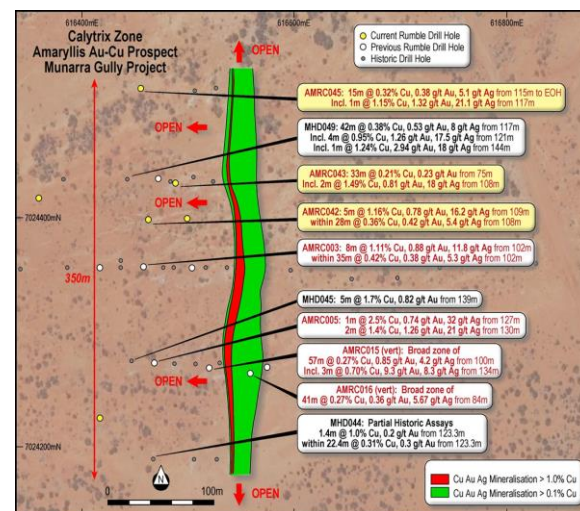 616400mE
616600mE
616800mE
Calytrix Zone
Amaryllis Au-Cu Prospect
Munarra Gully Project
OPEN
Current Rumble Drill Hole
Previous Rumble Drill Hole
Historic Drill Hole
AMRC045: 15m @ 0.32% Cu, 0.38 g/t Au, 5.1 g/t Ag from 115m to EOH
Incl. 1m @ 1.15% Cu, 1.32 g/t Au, 21.1 g/t Ag from 117m
OPEN
MHD049: 42m @ 0.38% Cu, 0.53 g/t Au, 8 g/t Ag from 117m
Incl. 4m @ 0.95% Cu, 1.26 g/t Au, 17.5 g/t Ag from 121m
Incl. 1m @ 1.24% Cu, 2.94 g/t Au, 18 g/t Ag from 144m
AMRC043: 33m @ 0.21% Cu, 0.23 g/t Au from 75m
Incl. 2m @ 1.49% Cu, 0.81 g/t Au, 18 g/t Ag from 108m
OPEN
7024400mN
AMRC042: 5m @ 1.16% Cu, 0.78 g/t Au, 16.2 g/t Ag from 109m
within 28m @ 0.36% Cu, 0.42 g/t Au, 5.4 g/t Ag from 108m
AMRC003: 8m @ 1.11% Cu, 0.88 g/t Au, 11.8 g/t Ag from 102m
within 35m @ 0.42% Cu, 0.38 g/t Au, 5.3 g/t Ag from 102m
350m
MHD045: 5m @ 1.7% Cu, 0.82 g/t Au from 139m
AMRC005: 1m @ 2.5% Cu, 0.74 g/t Au, 32 g/t Ag from 127m
2m @ 1.4% Cu, 1.26 g/t Au, 21 g/t Ag from 130m
AMRC015 (vert): Broad zone of
57m @ 0.27% Cu, 0.85 g/t Au, 4.2 g/t Ag from 100m
Incl. 3m @ 0.70% Cu, 9.3 g/t Au, 8.3 g/t Ag from 134m
OPEN
AMRC016 (vert): Broad zone of
41m @ 0.27% Cu, 0.36 g/t Au, 5.67 g/t Ag from 84m
MHD044: Partial Historic Assays
1.4m @ 1.0% Cu, 0.2 g/t Au from 123.3m
within 22.4m @ 0.31% Cu, 0.3 g/t Au from 123.3m
7024200mN
N
0
100m
OPEN
Cu Au Ag Mineralisation > 1.0% Cu
Cu Au Ag Mineralisation > 0.1% Cu